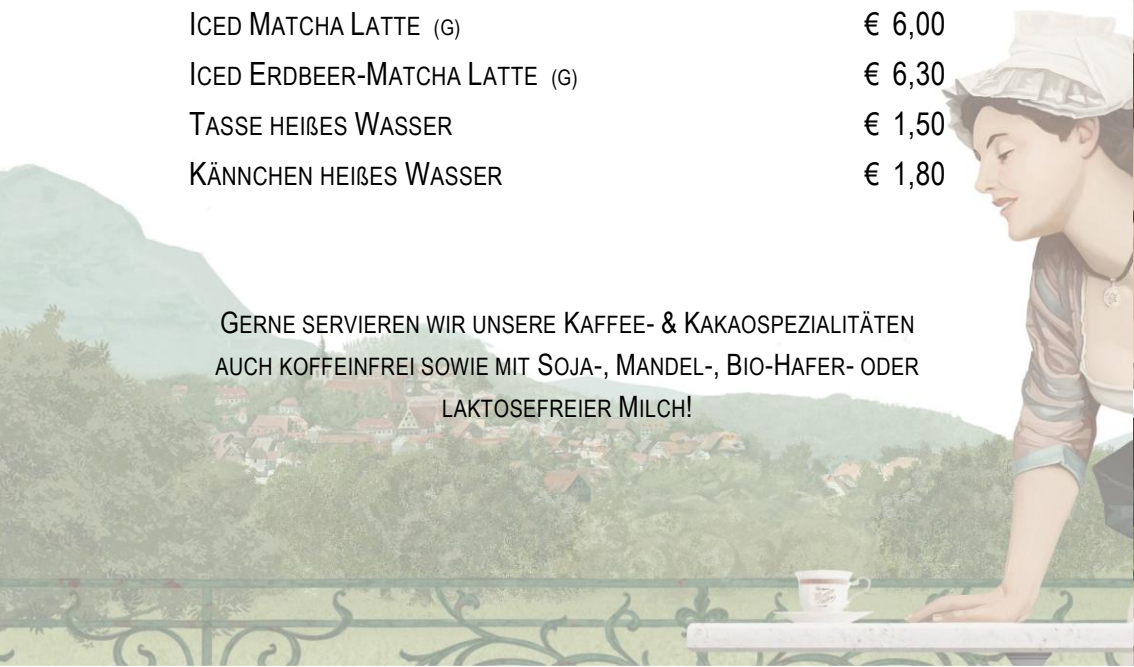 Iced Matcha Latte (G) € 6,00
Iced Erdbeer-Matcha Latte (G) € 6,30
Tasse heißes Wasser € 1,50
Kännchen heißes Wasser € 1,80
Gerne servieren wir unsere Kaffee- & Kakaospezialitäten
auch koffeinfrei sowie mit Soja-, Mandel-, Bio-Hafer- oder
laktosefreier Milch!